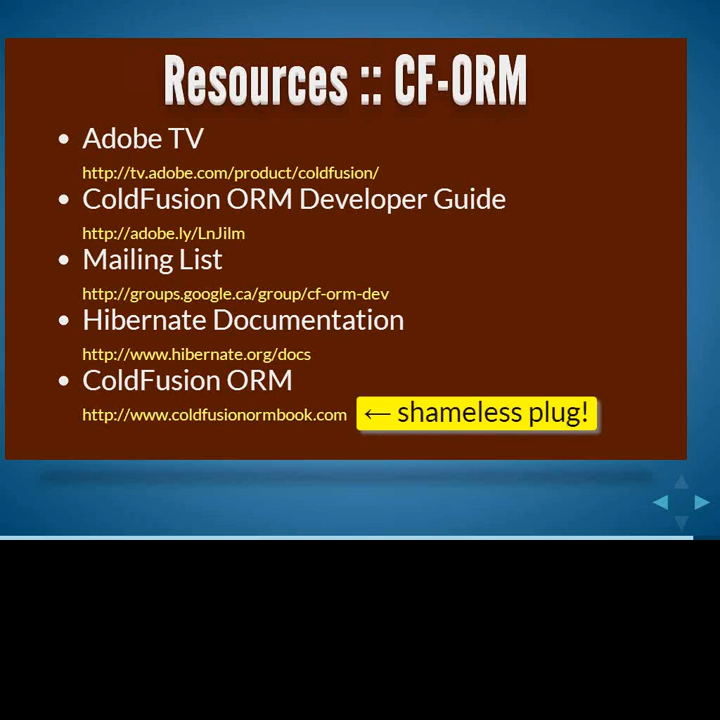 Resources :: CF-ORM
• Adobe TV
http://tv.adobe.com/product/coldfusion/
• ColdFusion ORM Developer Guide
http://adobe.ly/LnJilm
• Mailing List
http://groups.google.ca/group/cf-orm-dev
• Hibernate Documentation
http://www.hibernate.org/docs
• ColdFusion ORM
http://www.coldfusionormbook.com ← shameless plug!